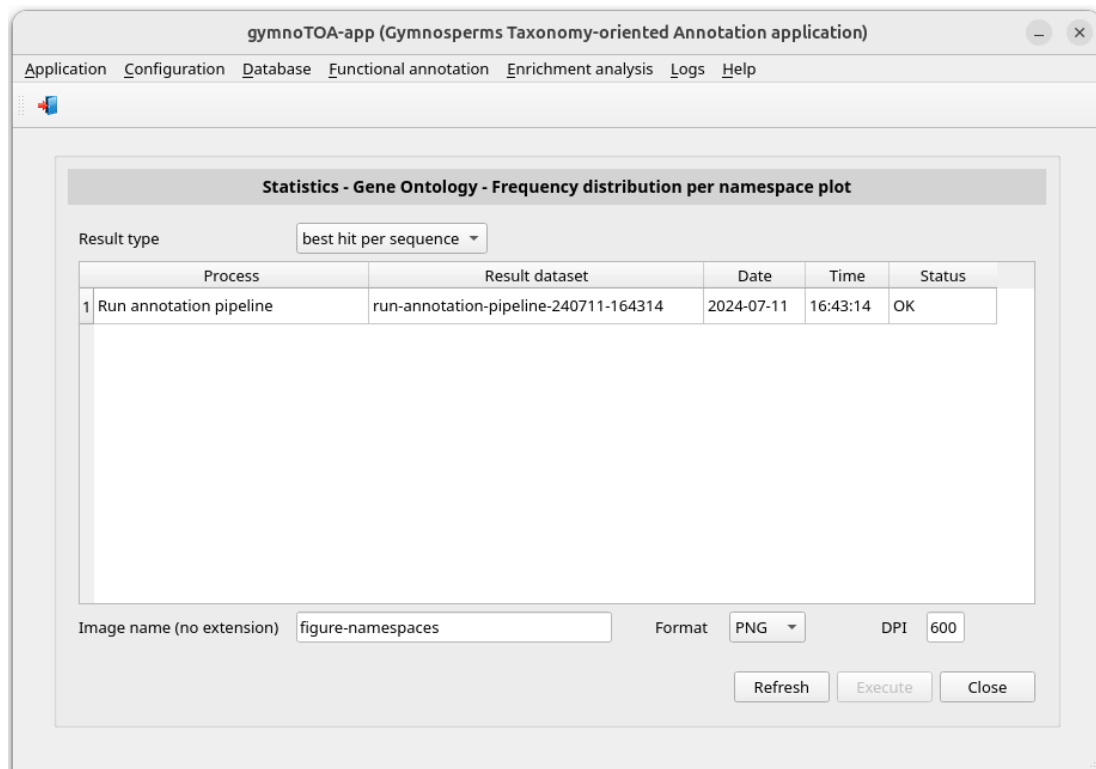 gymnoTOA-app (Gymnosperms Taxonomy-oriented Annotation application)
Application Configuration Database Functional annotation Enrichment analysis Logs Help
Statistics - Gene Ontology - Frequency distribution per namespace plot
Result type best hit per sequence
Process Result dataset Date Time Status
1 Run annotation pipeline run-annotation-pipeline-240711-164314 2024-07-11 16:43:14 OK
Image name (no extension) figure-namespaces Format PNG DPI 600
Refresh Execute Close